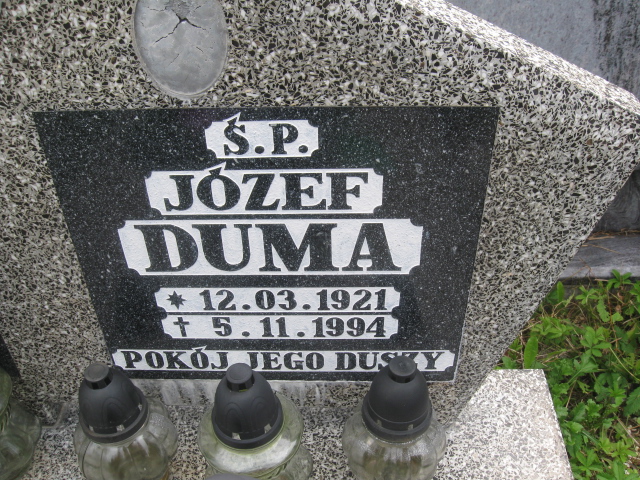 Ś.P.
JÓZEF
DUMA
* 12.03.1921
† 5.11.1994
POKÓJ JEGO DUSZY